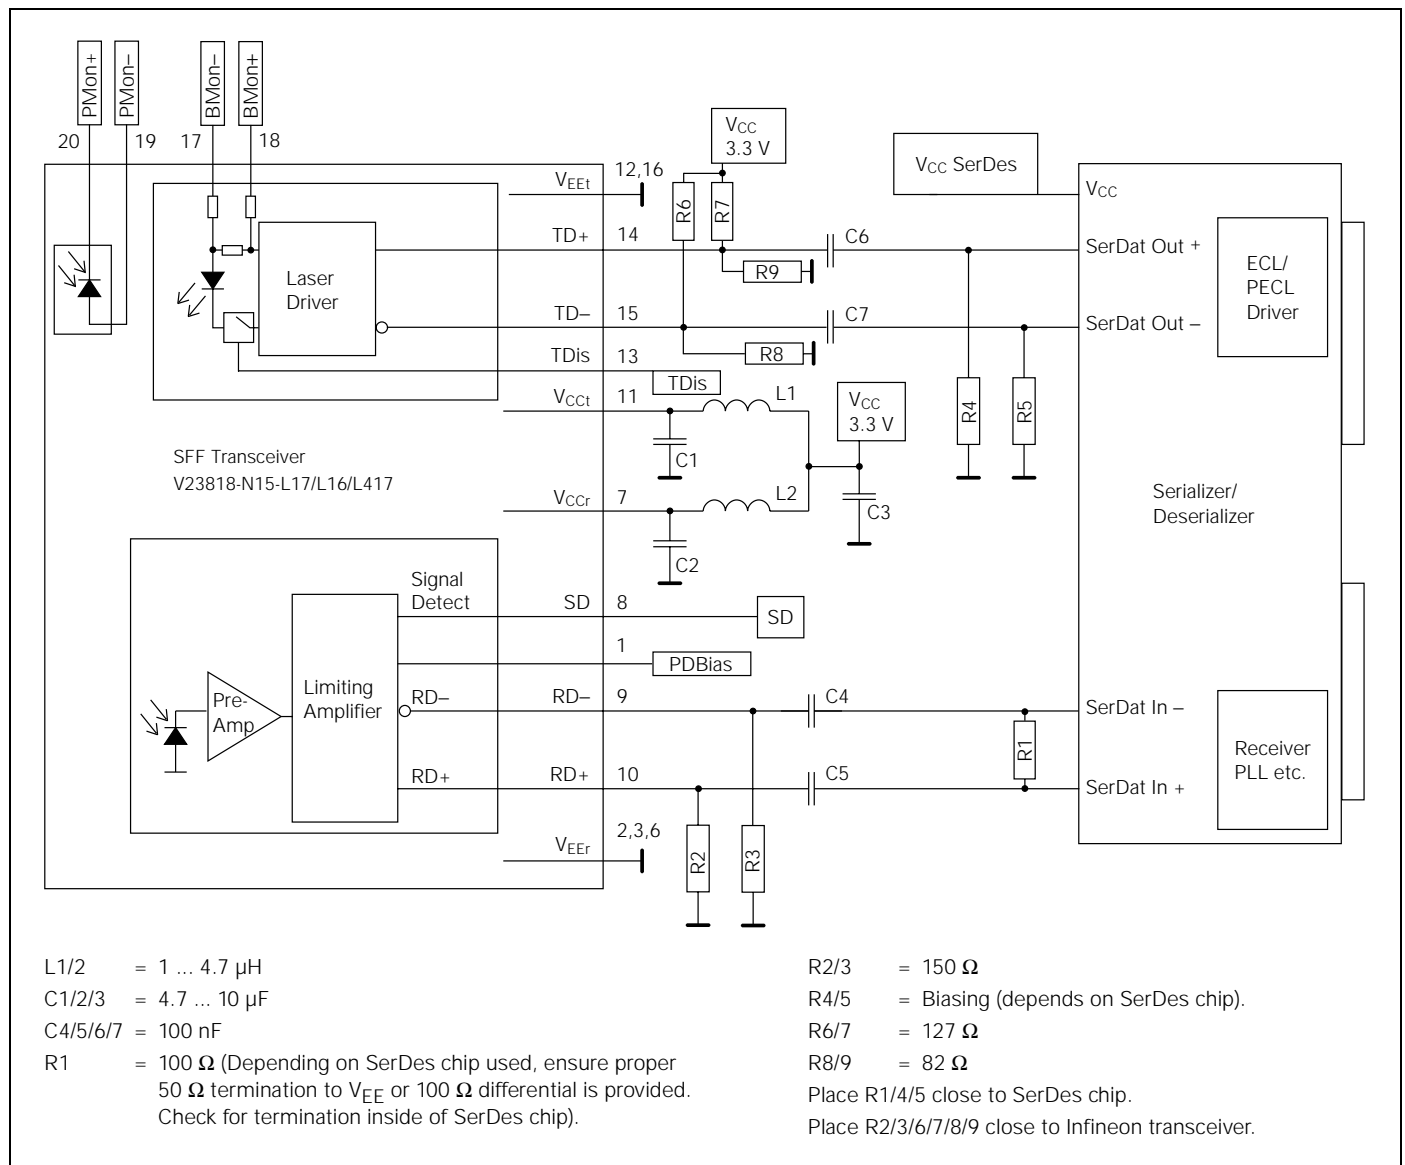 PMon+
PMon–
BMon–
BMon+
20
19
17
18
VCC
3.3 V
VCC SerDes
VCC
VEEt
12,16
R6
R7
TD+
14
C6
SerDat Out +
R9
ECL/
PECL
Driver
Laser
Driver
TD–
15
C7
SerDat Out –
R8
TDis
13
TDis
VCCt
11
L1
VCC
3.3 V
R4
R5
C1
SFF Transceiver
V23818-N15-L17/L16/L417
VCCr
7
L2
C3
Serializer/
Deserializer
C2
Signal
Detect
SD
8
SD
1
PDBias
Pre-
Amp
Limiting
Amplifier
RD–
RD–
9
C4
SerDat In –
R1
Receiver
PLL etc.
RD+
RD+
10
C5
SerDat In +
VEEr
2,3,6
R2
R3
L1/2 = 1 ... 4.7 µH
C1/2/3 = 4.7 ... 10 µF
C4/5/6/7 = 100 nF
R1 = 100 Ω (Depending on SerDes chip used, ensure proper
50 Ω termination to VEE or 100 Ω differential is provided.
Check for termination inside of SerDes chip).
R2/3 = 150 Ω
R4/5 = Biasing (depends on SerDes chip).
R6/7 = 127 Ω
R8/9 = 82 Ω
Place R1/4/5 close to SerDes chip.
Place R2/3/6/7/8/9 close to Infineon transceiver.